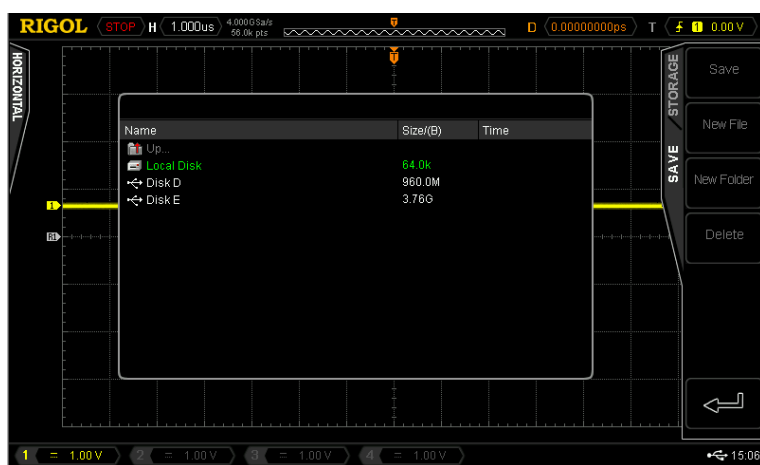 RIGOL STOP H 1.000us 4.000GSa/s D 0.00000000ps T 1 0.00 V
56.0k pts
T
HORIZONTAL
STORAGE
SAVE
Save
New File
New Folder
Delete
Name Size/(B) Time
Up...
Local Disk 64.0k
Disk D 960.0M
Disk E 3.76G
1
R1
1 = 1.00 V 2 = 1.00 V 3 = 1.00 V 4 = 1.00 V 15:06